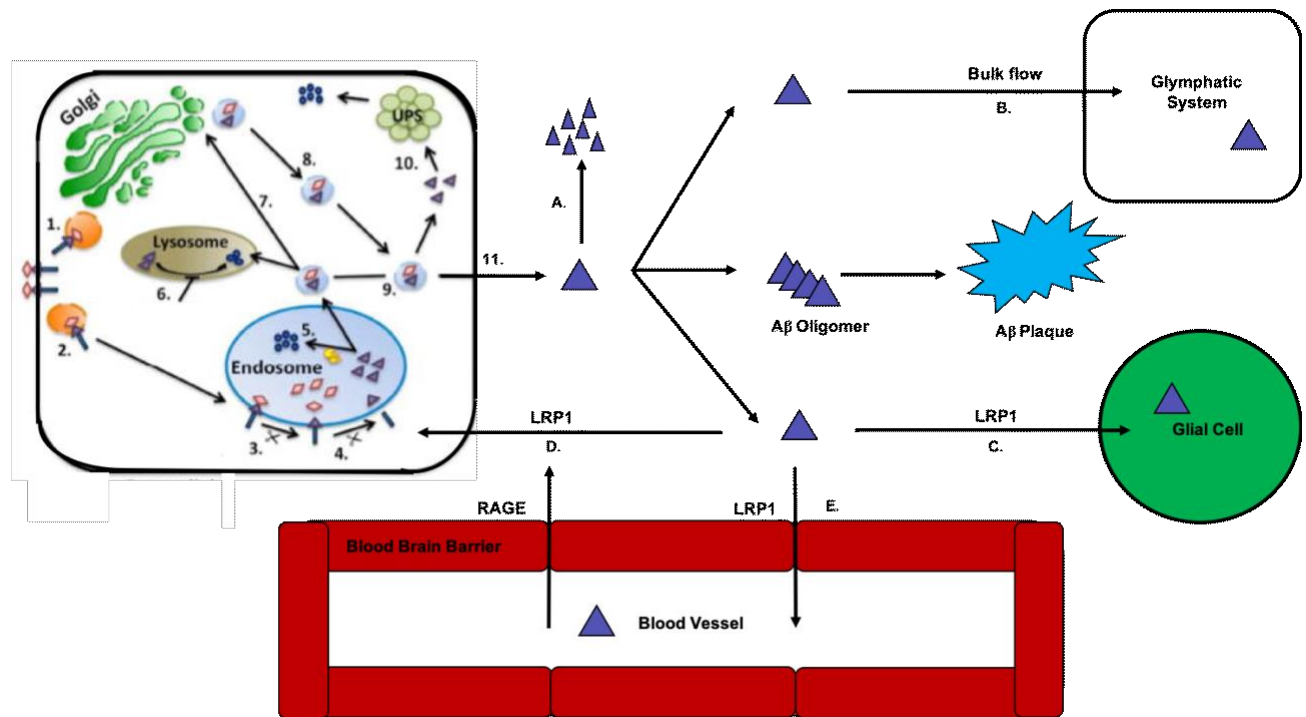 Golgi
UPS
1.
2.
3.
4.
5.
6.
7.
8.
9.
10.
11.
Lysosome
Endosome
A.
Bulk flow
B.
Glymphatic
System
Aβ Oligomer
Aβ Plaque
LRP1
D.
LRP1
C.
Glial Cell
RAGE
LRP1
E.
Blood Brain Barrier
Blood Vessel